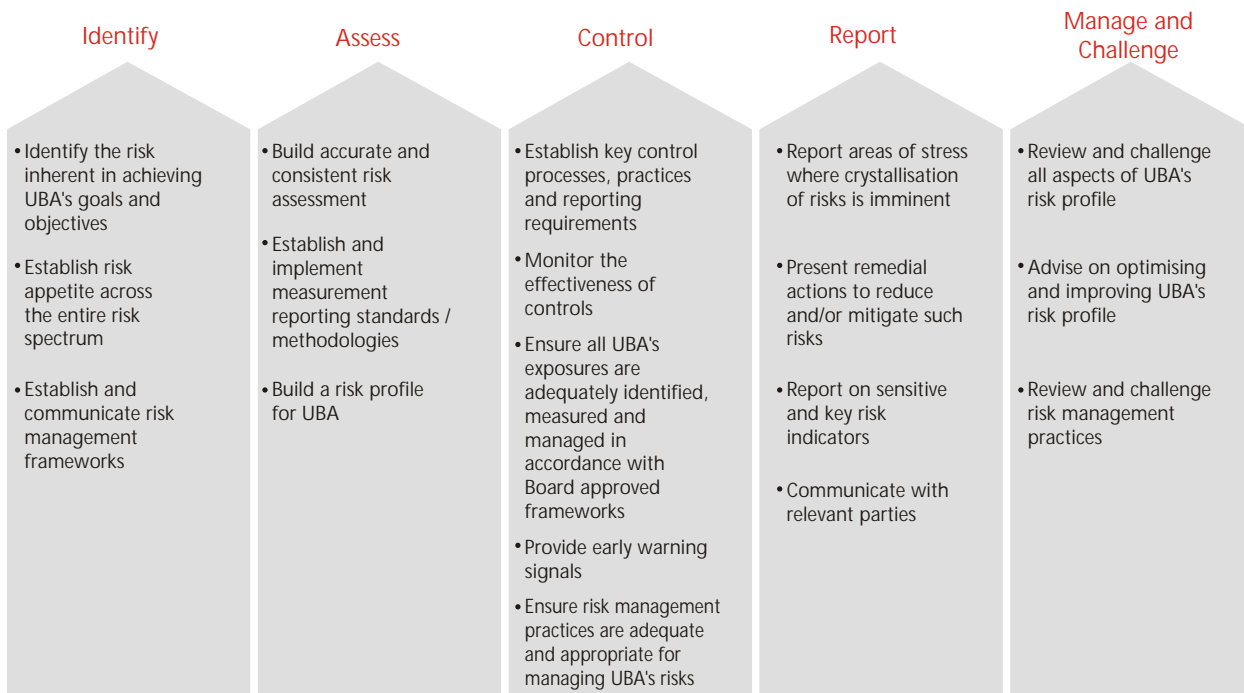 Identify
• Identify the risk
inherent in achieving
UBA's goals and
objectives
• Establish risk
appetite across
the entire risk
spectrum
• Establish and
communicate risk
management
frameworks
Assess
• Build accurate and
consistent risk
assessment
• Establish and
implement
measurement
reporting standards /
methodologies
• Build a risk profile
for UBA
Control
• Establish key control
processes, practices
and reporting
requirements
• Monitor the
effectiveness of
controls
• Ensure all UBA's
exposures are
adequately identified,
measured and
managed in
accordance with
Board approved
frameworks
• Provide early warning
signals
• Ensure risk management
practices are adequate
and appropriate for
managing UBA's risks
Report
• Report areas of stress
where crystallisation
of risks is imminent
• Present remedial
actions to reduce
and/or mitigate such
risks
• Report on sensitive
and key risk
indicators
• Communicate with
relevant parties
Manage and
Challenge
• Review and challenge
all aspects of UBA's
risk profile
• Advise on optimising
and improving UBA's
risk profile
• Review and challenge
risk management
practices